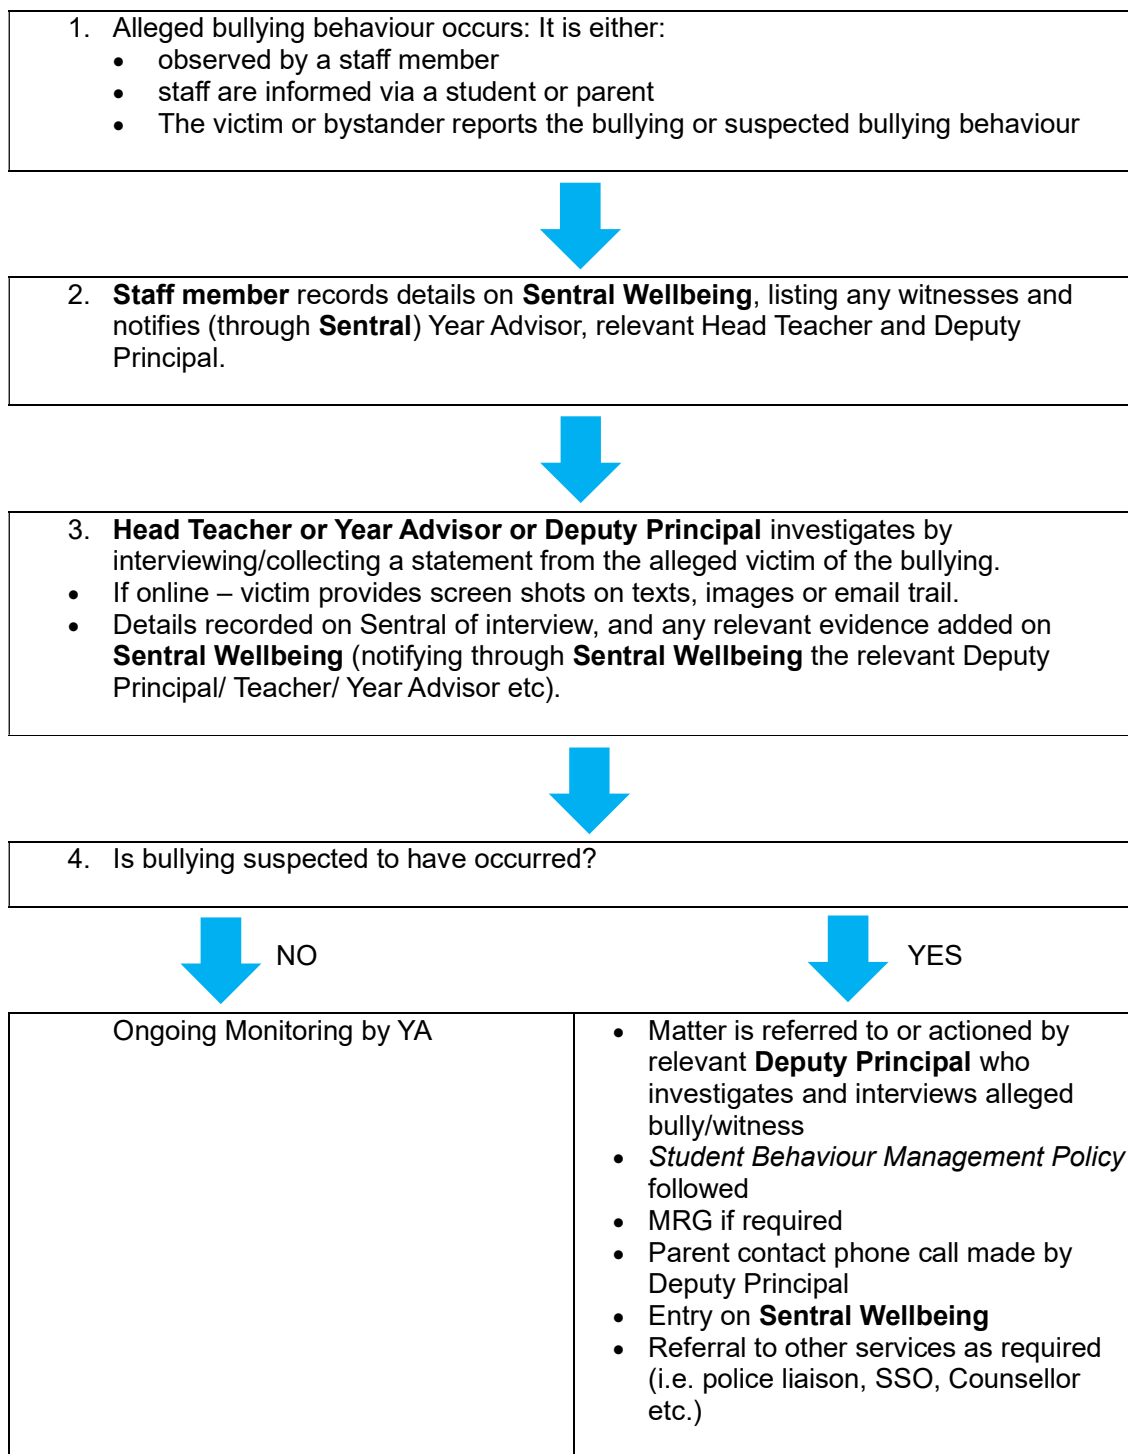 1. Alleged bullying behaviour occurs: It is either:
• observed by a staff member
• staff are informed via a student or parent
• The victim or bystander reports the bullying or suspected bullying behaviour
2. Staff member records details on Sentral Wellbeing, listing any witnesses and
notifies (through Sentral) Year Advisor, relevant Head Teacher and Deputy
Principal.
3. Head Teacher or Year Advisor or Deputy Principal investigates by
interviewing/collecting a statement from the alleged victim of the bullying.
• If online – victim provides screen shots on texts, images or email trail.
• Details recorded on Sentral of interview, and any relevant evidence added on
Sentral Wellbeing (notifying through Sentral Wellbeing the relevant Deputy
Principal/ Teacher/ Year Advisor etc).
4. Is bullying suspected to have occurred?
NO
YES
Ongoing Monitoring by YA
• Matter is referred to or actioned by
relevant Deputy Principal who
investigates and interviews alleged
bully/witness
• Student Behaviour Management Policy
followed
• MRG if required
• Parent contact phone call made by
Deputy Principal
• Entry on Sentral Wellbeing
• Referral to other services as required
(i.e. police liaison, SSO, Counsellor
etc.)